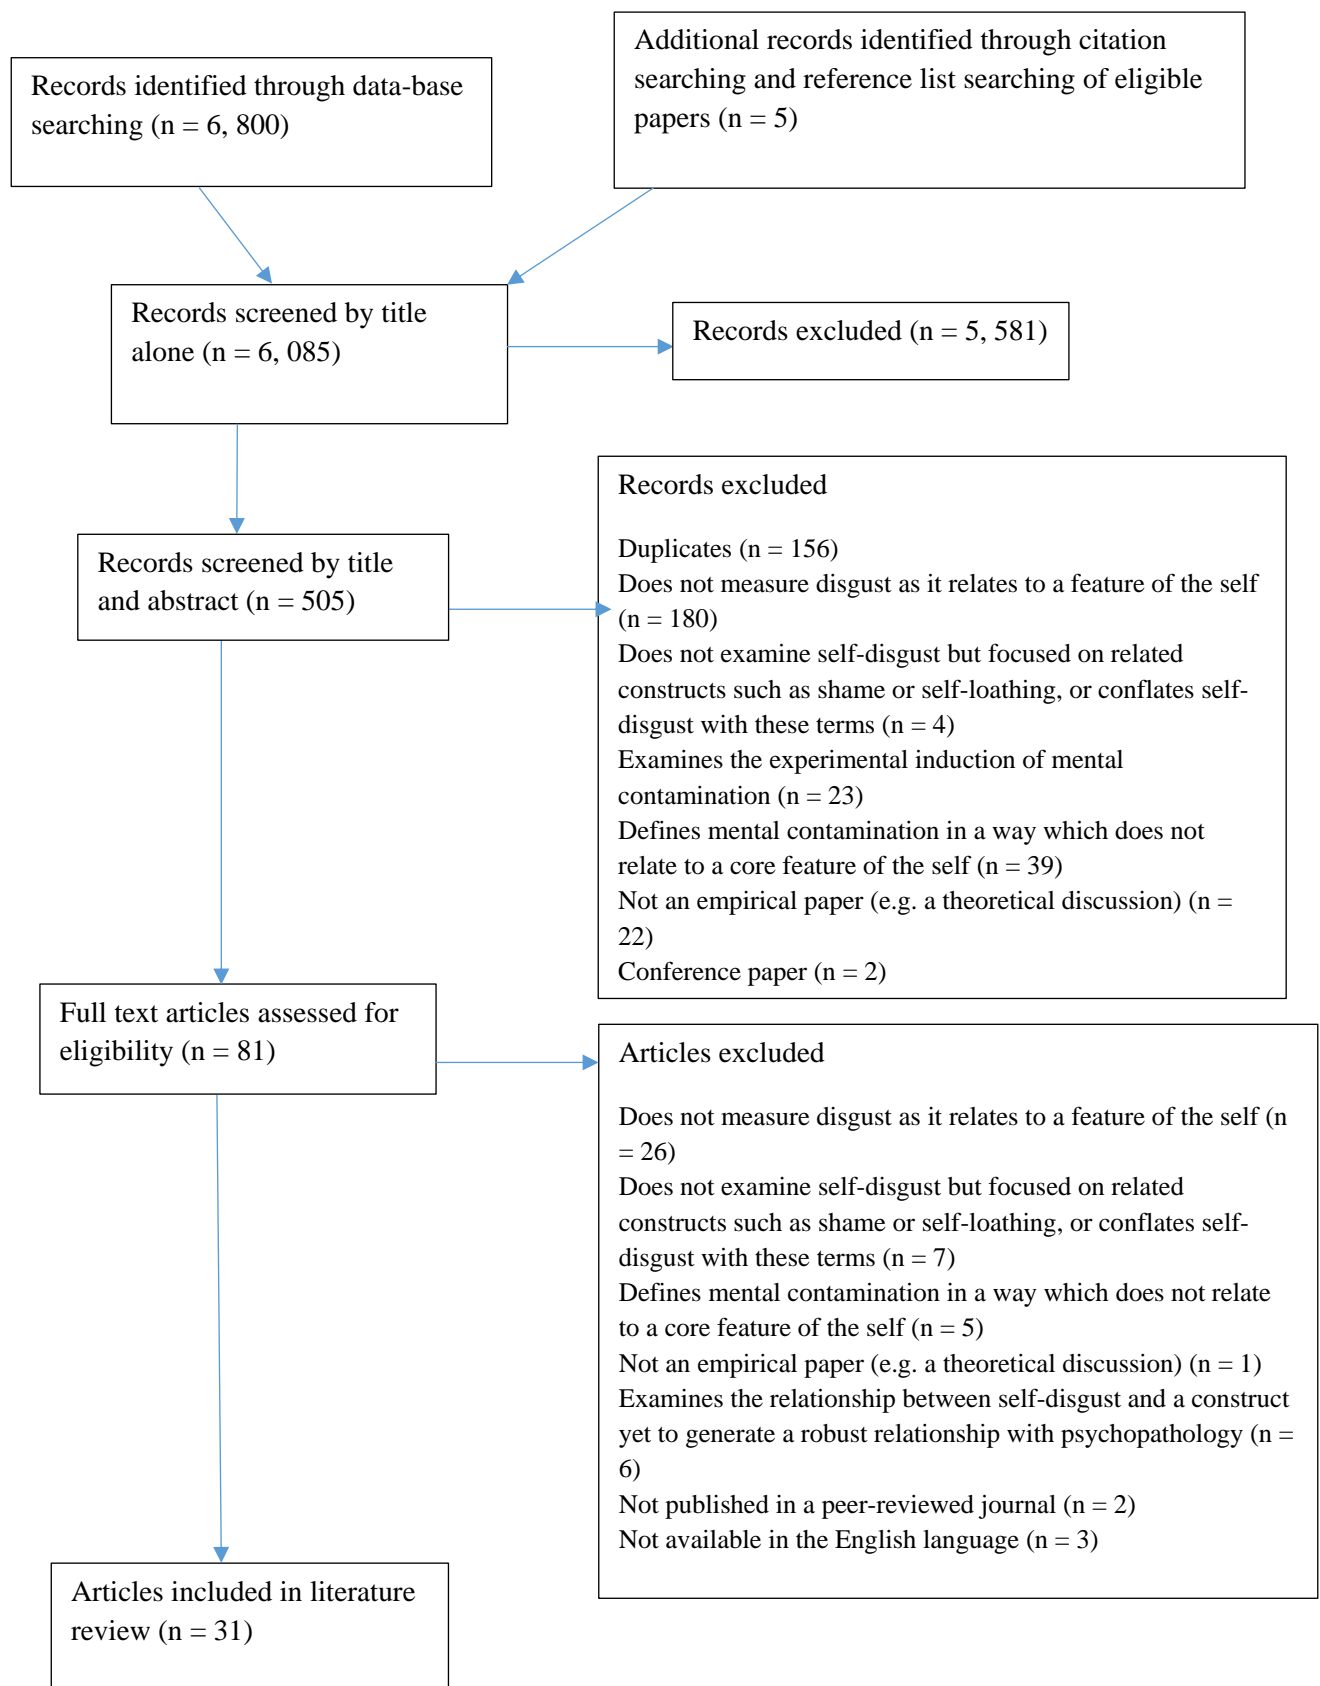 Records identified through data-base
searching (n = 6, 800)
Additional records identified through citation
searching and reference list searching of eligible
papers (n = 5)
Records screened by title
alone (n = 6, 085)
Records excluded (n = 5, 581)
Records screened by title
and abstract (n = 505)
Records excluded
Duplicates (n = 156)
Does not measure disgust as it relates to a feature of the self
(n = 180)
Does not examine self-disgust but focused on related
constructs such as shame or self-loathing, or conflates self-
disgust with these terms (n = 4)
Examines the experimental induction of mental
contamination (n = 23)
Defines mental contamination in a way which does not
relate to a core feature of the self (n = 39)
Not an empirical paper (e.g. a theoretical discussion) (n =
22)
Conference paper (n = 2)
Full text articles assessed for
eligibility (n = 81)
Articles excluded
Does not measure disgust as it relates to a feature of the self (n
= 26)
Does not examine self-disgust but focused on related
constructs such as shame or self-loathing, or conflates self-
disgust with these terms (n = 7)
Defines mental contamination in a way which does not relate
to a core feature of the self (n = 5)
Not an empirical paper (e.g. a theoretical discussion) (n = 1)
Examines the relationship between self-disgust and a construct
yet to generate a robust relationship with psychopathology (n =
6)
Not published in a peer-reviewed journal (n = 2)
Not available in the English language (n = 3)
Articles included in literature
review (n = 31)